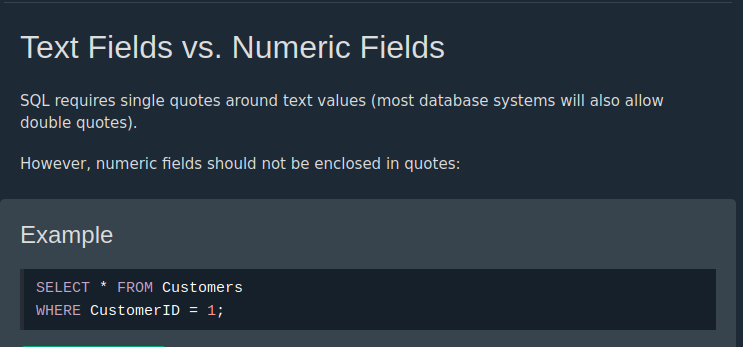 Text Fields vs. Numeric Fields
SQL requires single quotes around text values (most database systems will also allow
double quotes).
However, numeric fields should not be enclosed in quotes:
Example
SELECT * FROM Customers
WHERE CustomerID = 1;